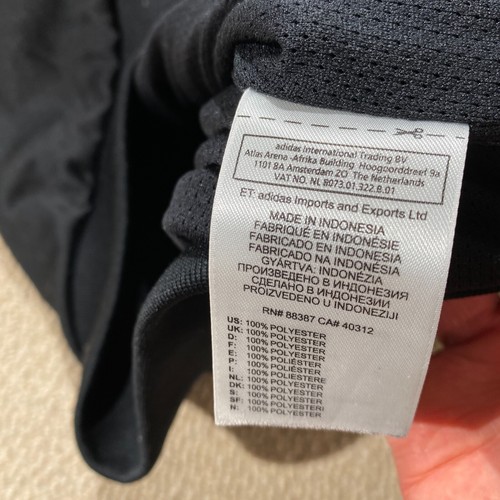 adidas International Trading BV
Atlas Arena -Afrika Building Hoogoorddreef 9a
1101 BA Amsterdam ZO The Netherlands
VAT NO. NL 8073.01.322.B.01
ET: adidas Imports and Exports Ltd
MADE IN INDONESIA
FABRIQUÉ EN INDONÉSIE
FABRICADO EN INDONESIA
FABRICADO NA INDONÉSIA
GYÁRTVA: INDONÉZIA
ПРОИЗВЕДЕНО В ИНДОНЕЗИЯ
СДЕЛАНО В ИНДОНЕЗИИ
PROIZVEDENO U INDONEZIJI
RN# 88387 CA# 40312
US: 100% POLYESTER
UK: 100% POLYESTER
D: 100% POLYESTER
F: 100% POLYESTER
E: 100% POLIÉSTER
P: 100% POLIÉSTER
I: 100% POLIESTERE
NL: 100% POLYESTER
DK: 100% POLYESTER
S: 100% POLYESTER
SF: 100% POLYESTERI
N: 100% POLYESTER